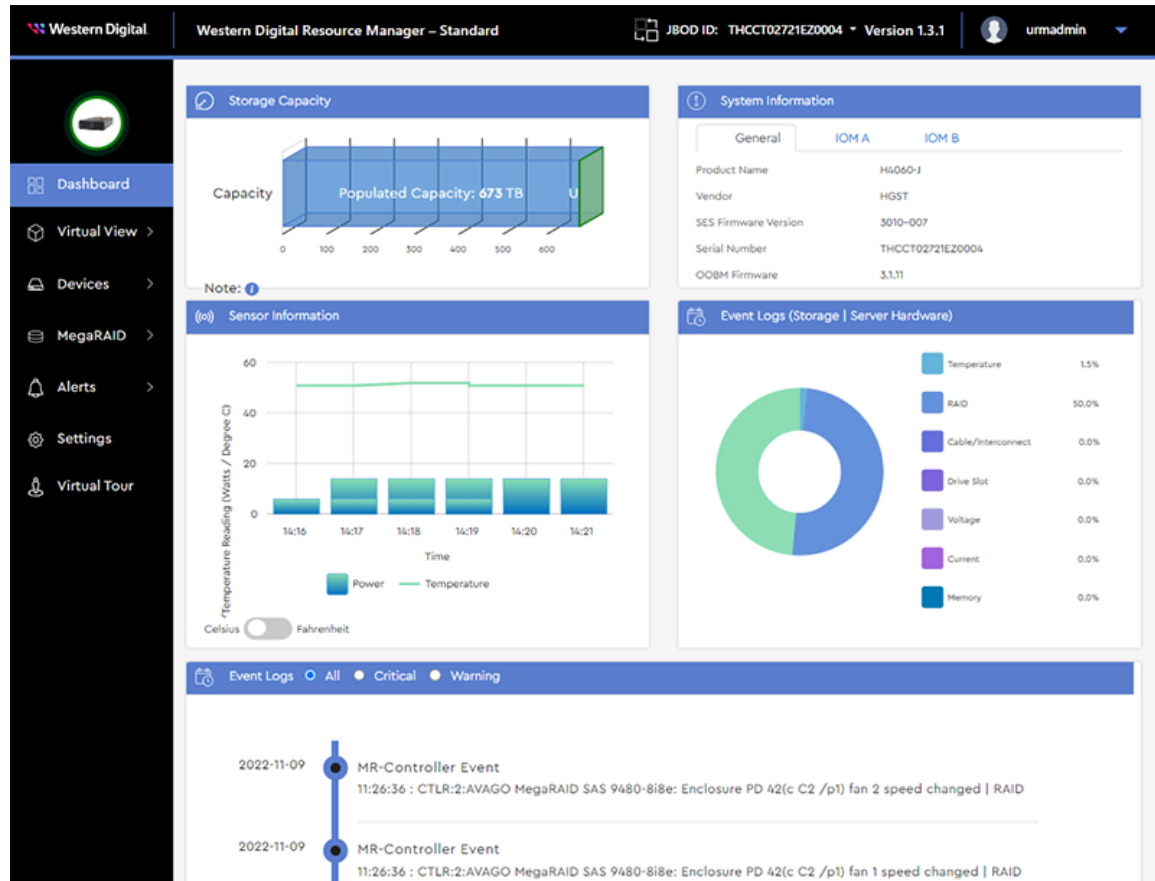 Western Digital.
Western Digital Resource Manager – Standard
JBOD ID: THCCT02721EZ0004
Version 1.3.1
urmadmin
Dashboard
Virtual View
Devices
MegaRAID
Alerts
Settings
Virtual Tour
Storage Capacity
Capacity
Populated Capacity: 673 TB
U
0 100 200 300 400 500 600
Note:
System Information
General IOM A IOM B
Product Name H4060-J
Vendor HGST
SES Firmware Version 3010-007
Serial Number THCCT02721EZ0004
OOBM Firmware 3.1.11
Sensor Information
/Temperature Reading (Watts / Degree C)
60
40
20
0
14:16 14:17 14:18 14:19 14:20 14:21
Time
Power Temperature
Celsius Fahrenheit
Event Logs (Storage | Server Hardware)
Temperature 1.5%
RAID 50.0%
Cable/Interconnect 0.0%
Drive Slot 0.0%
Voltage 0.0%
Current 0.0%
Memory 0.0%
Event Logs All Critical Warning
2022-11-09 MR-Controller Event
11:26:36 : CTLR:2:AVAGO MegaRAID SAS 9480-8i8e: Enclosure PD 42(c C2 /p1) fan 2 speed changed | RAID
2022-11-09 MR-Controller Event
11:26:36 : CTLR:2:AVAGO MegaRAID SAS 9480-8i8e: Enclosure PD 42(c C2 /p1) fan 1 speed changed | RAID